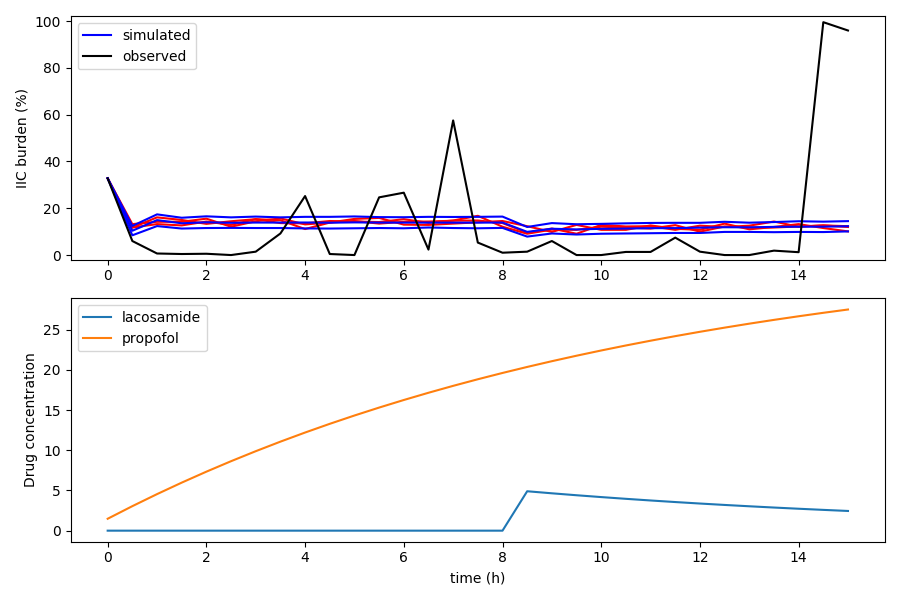 IIC burden (%)
100
80
60
40
20
0
simulated
observed
0 2 4 6 8 10 12 14
Drug concentration
25
20
15
10
5
0
lacosamide
propofol
0 2 4 6 8 10 12 14
time (h)